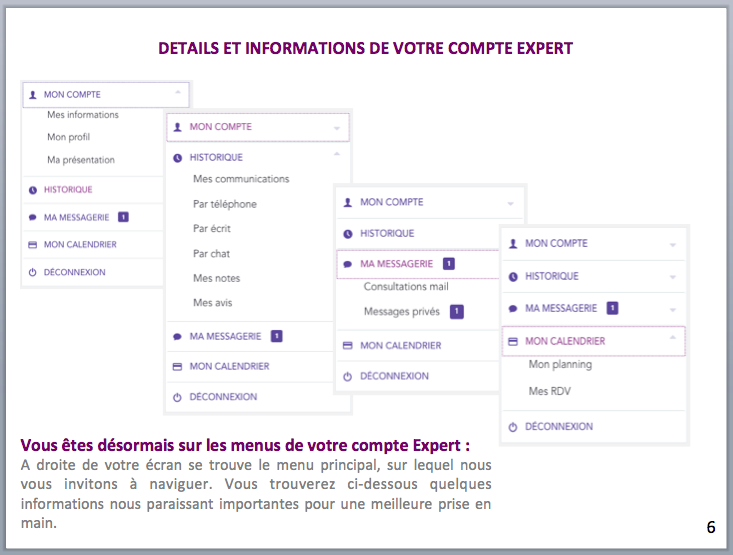 DETAILS ET INFORMATIONS DE VOTRE COMPTE EXPERT
MON COMPTE
Mes informations
Mon profil
Ma présentation
HISTORIQUE
MA MESSAGERIE 1
MON CALENDRIER
DÉCONNEXION
MON COMPTE
HISTORIQUE
Mes communications
Par téléphone
Par écrit
Par chat
Mes notes
Mes avis
MA MESSAGERIE 1
MON CALENDRIER
DÉCONNEXION
MON COMPTE
HISTORIQUE
MA MESSAGERIE 1
Consultations mail
Messages privés 1
MON CALENDRIER
DÉCONNEXION
MON COMPTE
HISTORIQUE
MA MESSAGERIE 1
MON CALENDRIER
Mon planning
Mes RDV
DÉCONNEXION
Vous êtes désormais sur les menus de votre compte Expert :
A droite de votre écran se trouve le menu principal, sur lequel nous
vous invitons à naviguer. Vous trouverez ci-dessous quelques
informations nous paraissant importantes pour une meilleure prise en
main.
6